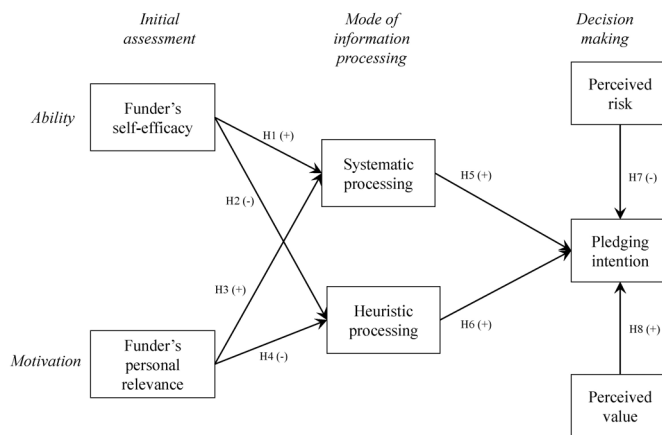 Initial
assessment
Mode of
information
processing
Decision
making
Ability
Funder's
self-efficacy
Perceived
risk
H1 (+)
Systematic
processing
H5 (+)
H7 (-)
H2 (-)
Pledging
intention
H3 (+)
Heuristic
processing
H6 (+)
H8 (+)
Motivation
Funder's
personal
relevance
H4 (-)
Perceived
value